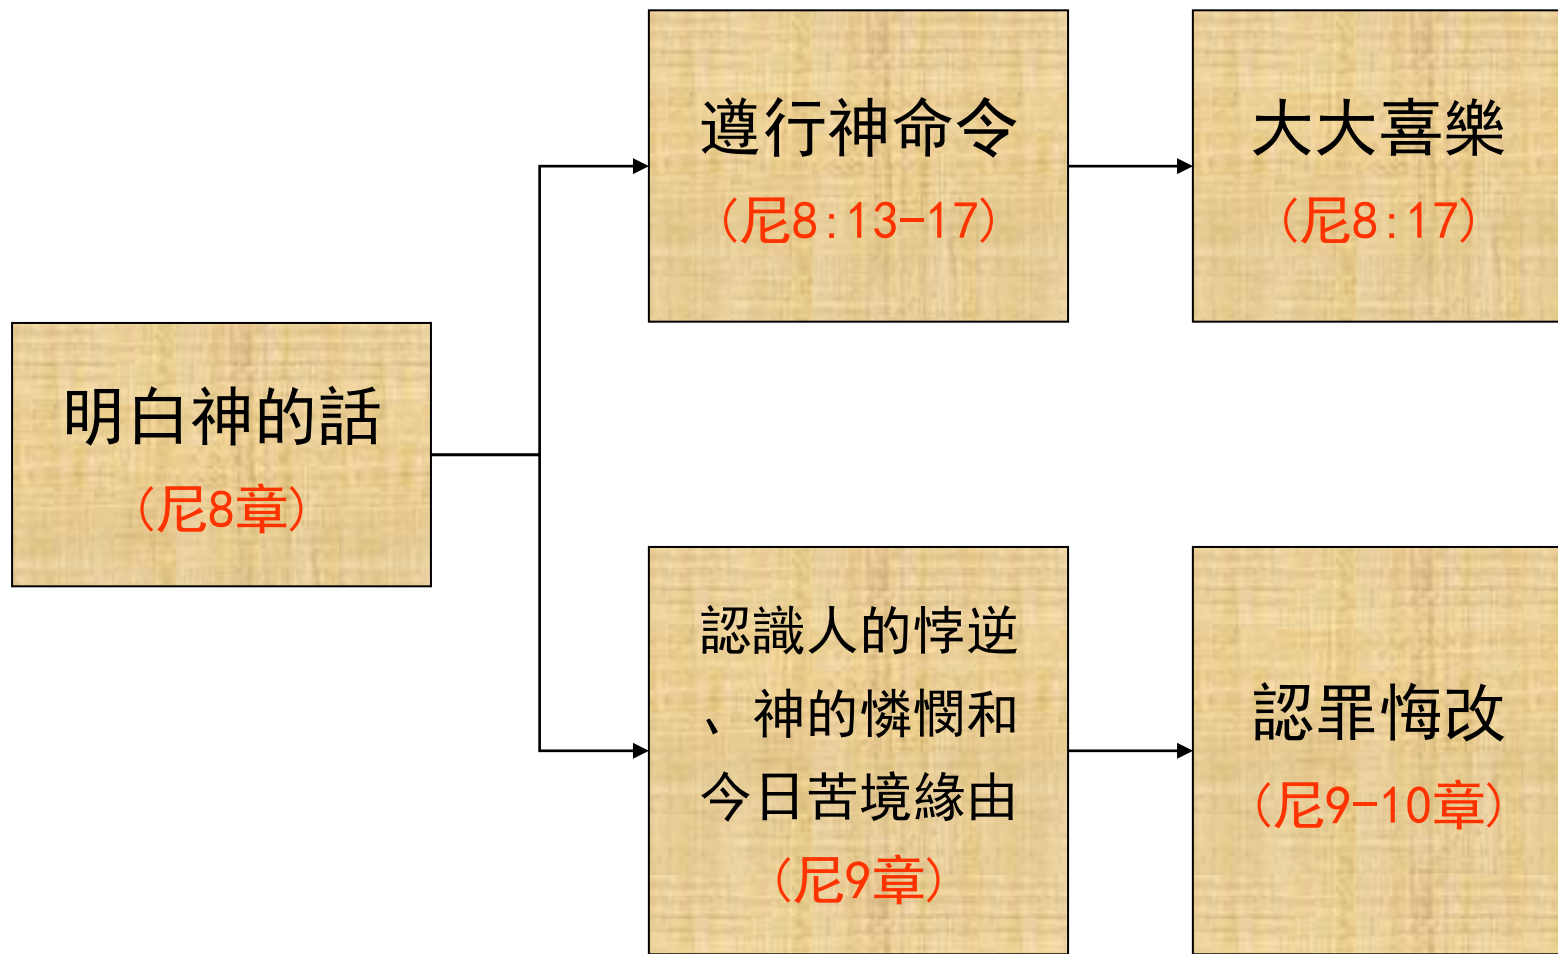 明白神的話
(尼8章)
遵行神命令
(尼8:13-17)
大大喜樂
(尼8:17)
認識人的悖逆
、神的憐憫和
今日苦境緣由
(尼9章)
認罪悔改
(尼9-10章)